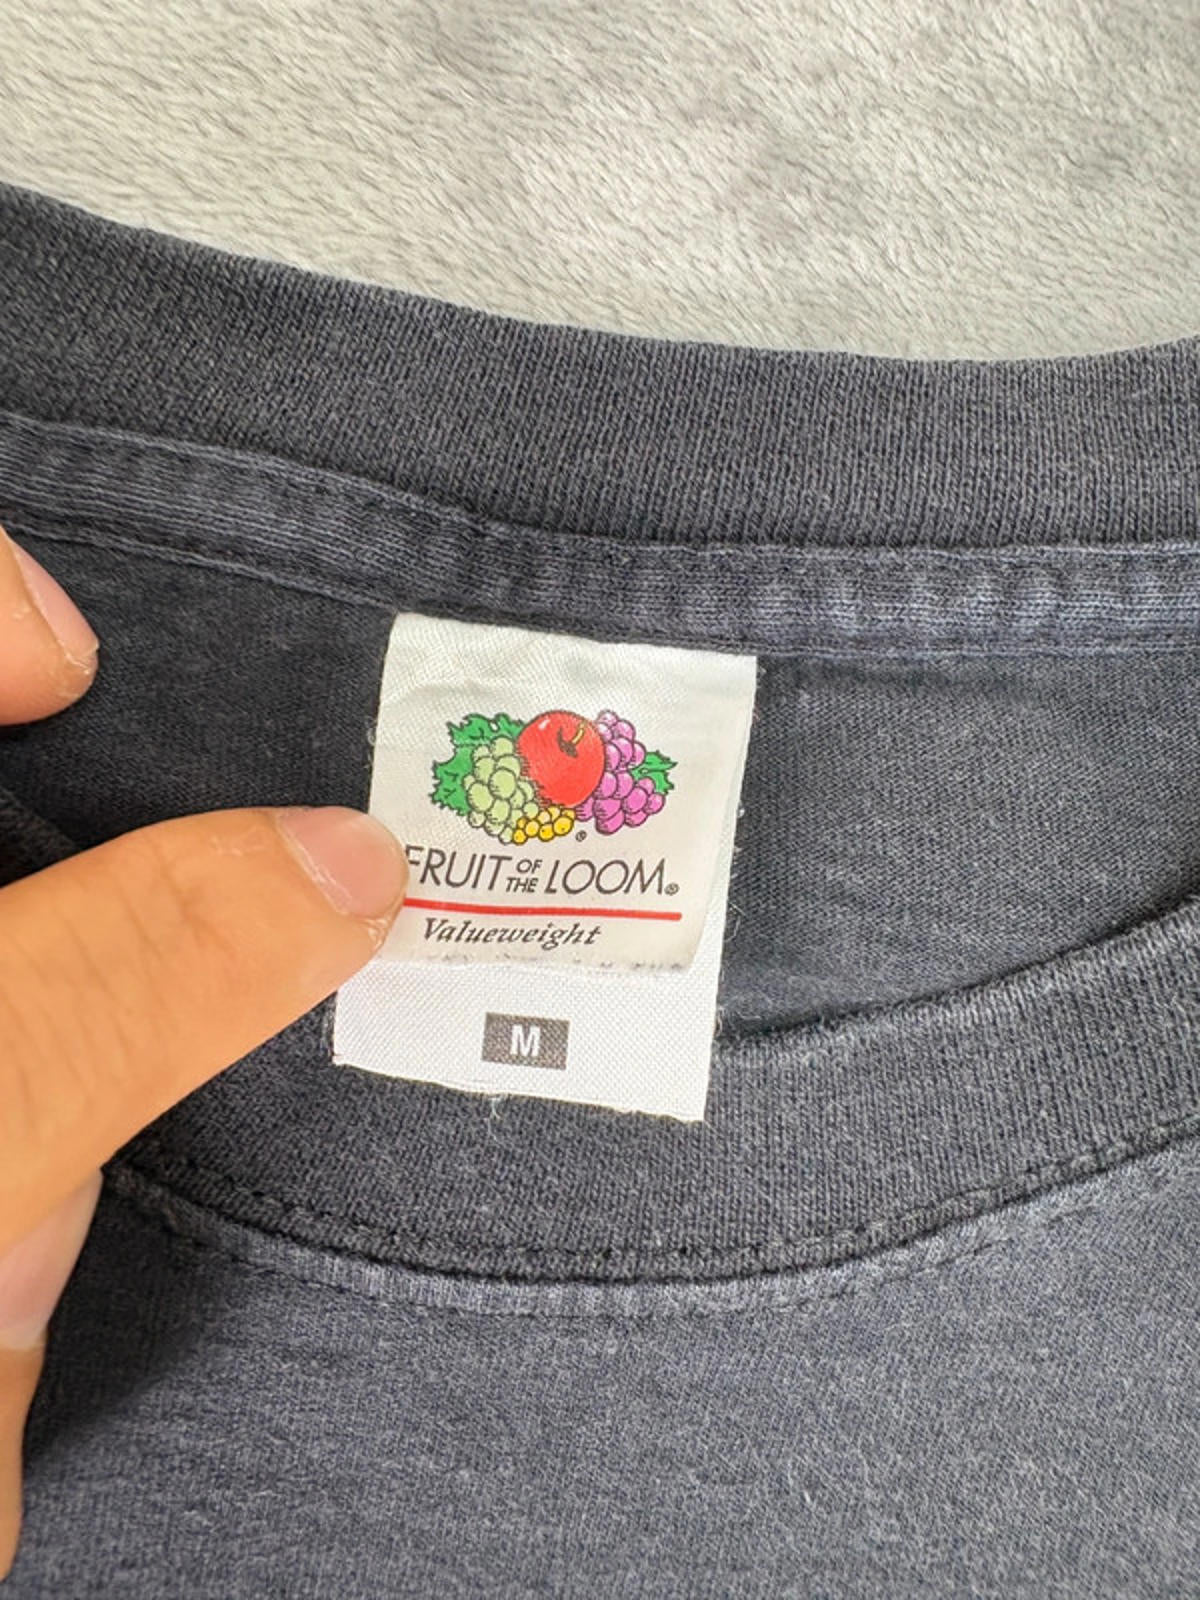 FRUIT OF THE LOOM®
Valueweight
M